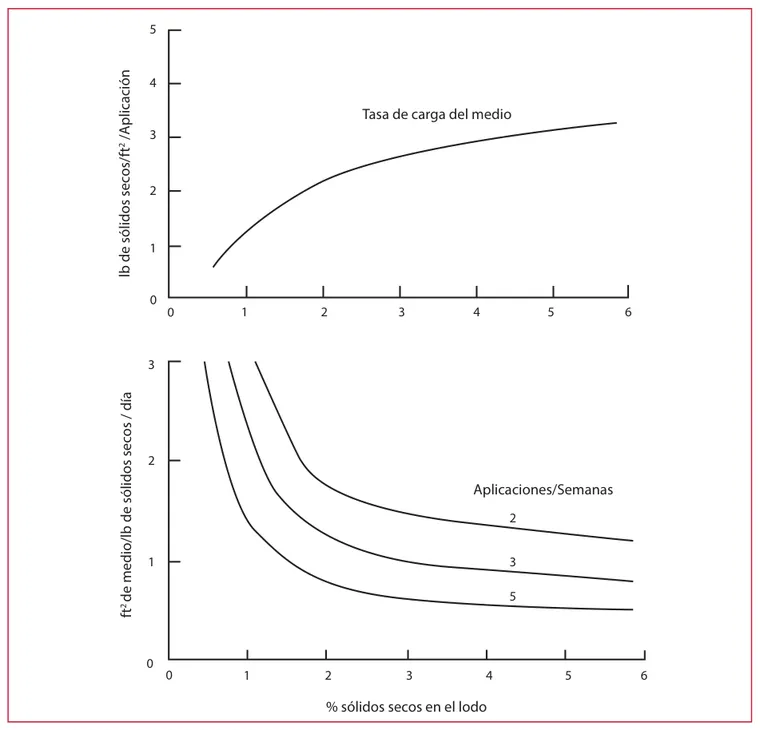 5
4
3
2
1
0
lb de sólidos secos/ft² /Aplicación
Tasa de carga del medio
0 1 2 3 4 5 6
3
2
1
0
ft² de medio/lb de sólidos secos / día
Aplicaciones/Semanas
2
3
5
0 1 2 3 4 5 6
% sólidos secos en el lodo